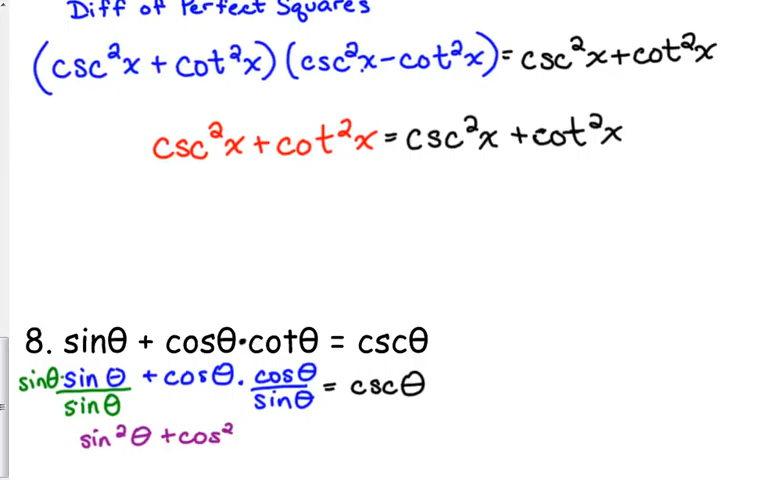 Diff of Perfect Squares
(csc²x + cot²x)(csc²x - cot²x) = csc²x + cot²x
csc²x + cot²x = csc²x + cot²x
8. sinθ + cosθ•cotθ = cscθ
sinθ·sinθ/sinθ + cosθ · cosθ/sinθ = cscθ
sin²θ + cos²